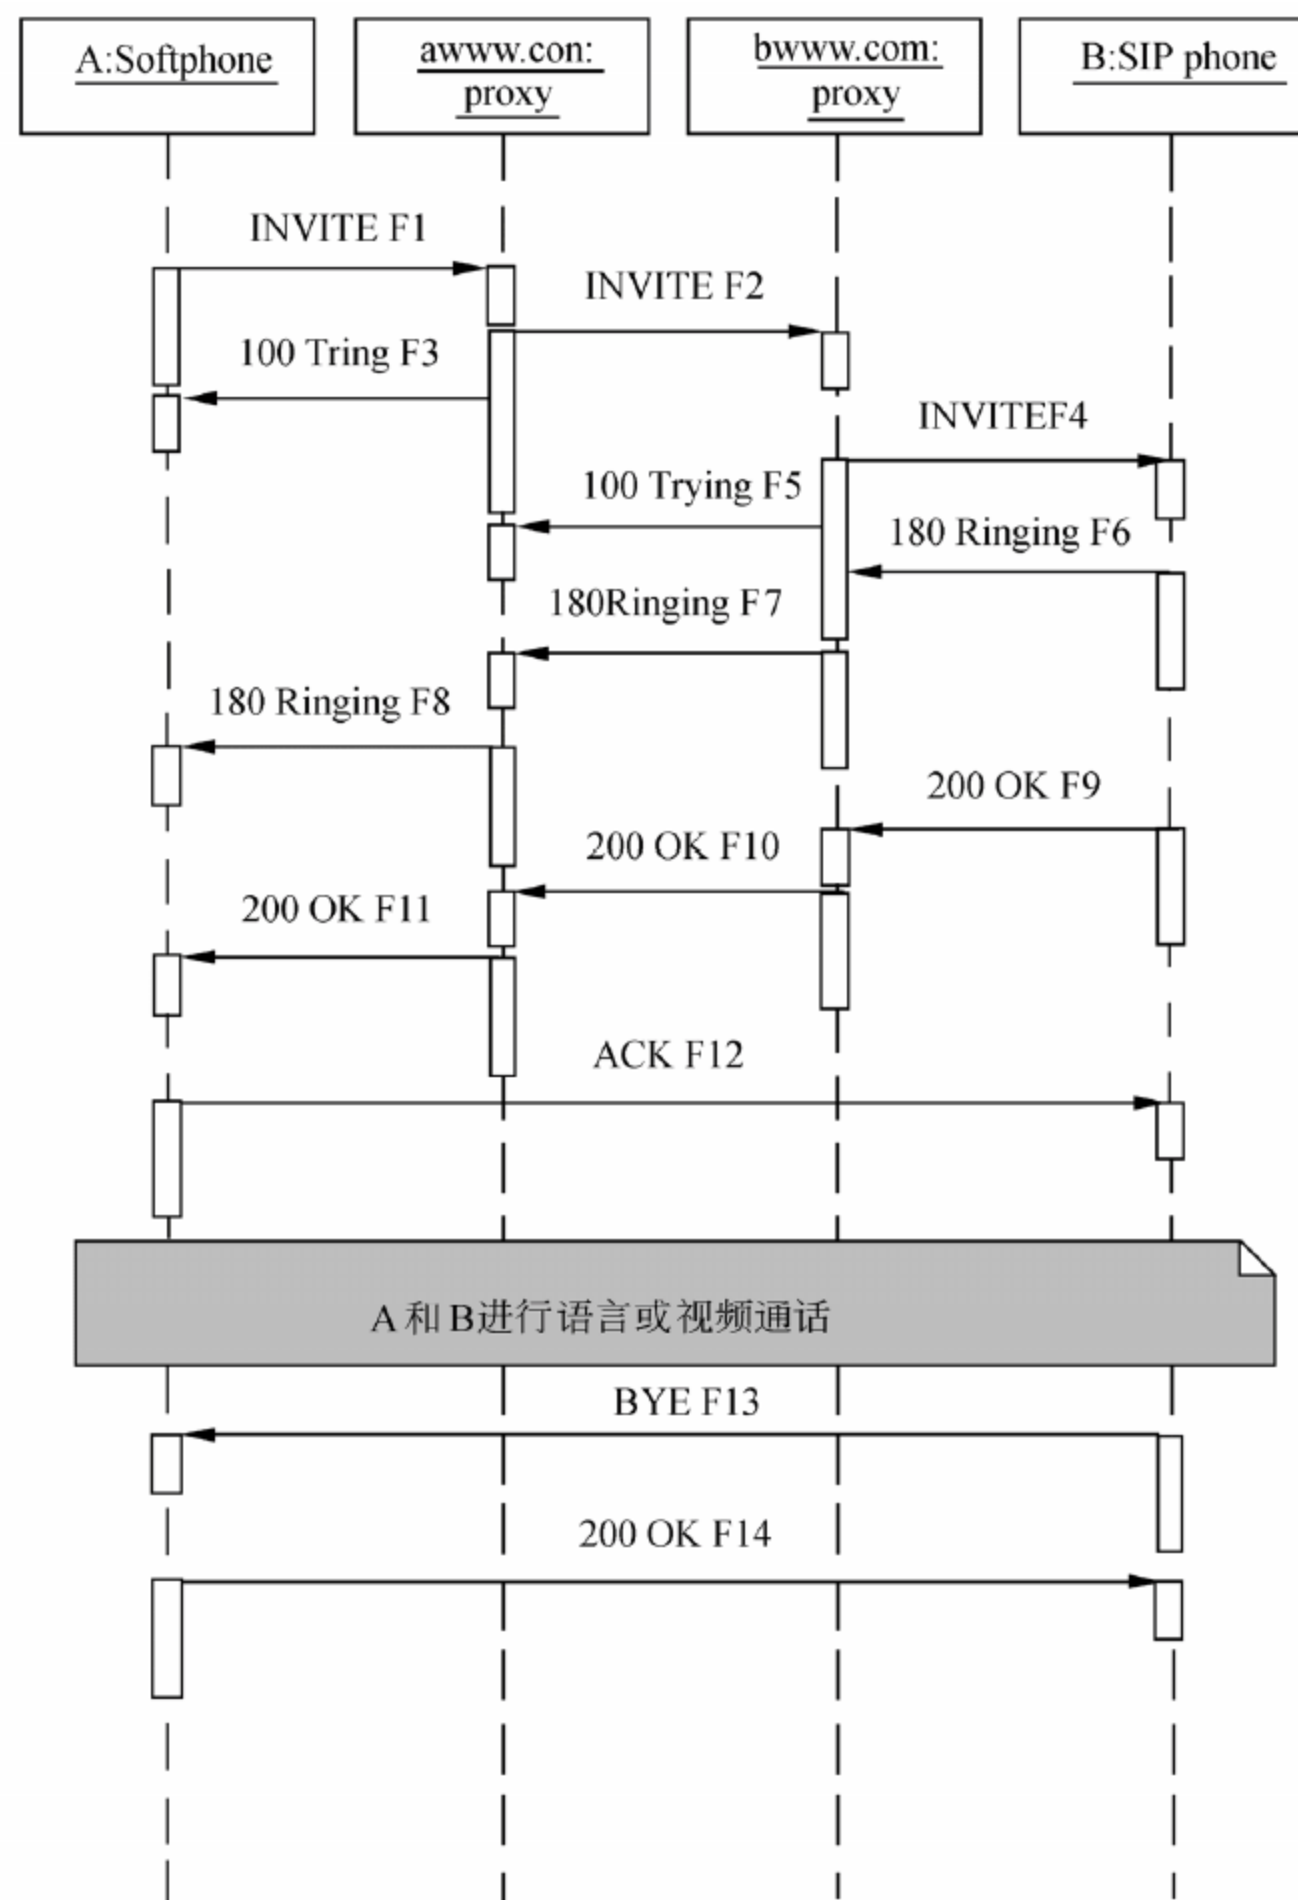 A:Softphone
awww.con:
proxy
bwww.com:
proxy
B:SIP phone
INVITE F1
INVITE F2
100 Tring F3
INVITEF4
100 Trying F5
180 Ringing F6
180Ringing F7
180 Ringing F8
200 OK F9
200 OK F10
200 OK F11
ACK F12
A和B进行语言或视频通话
BYE F13
200 OK F14